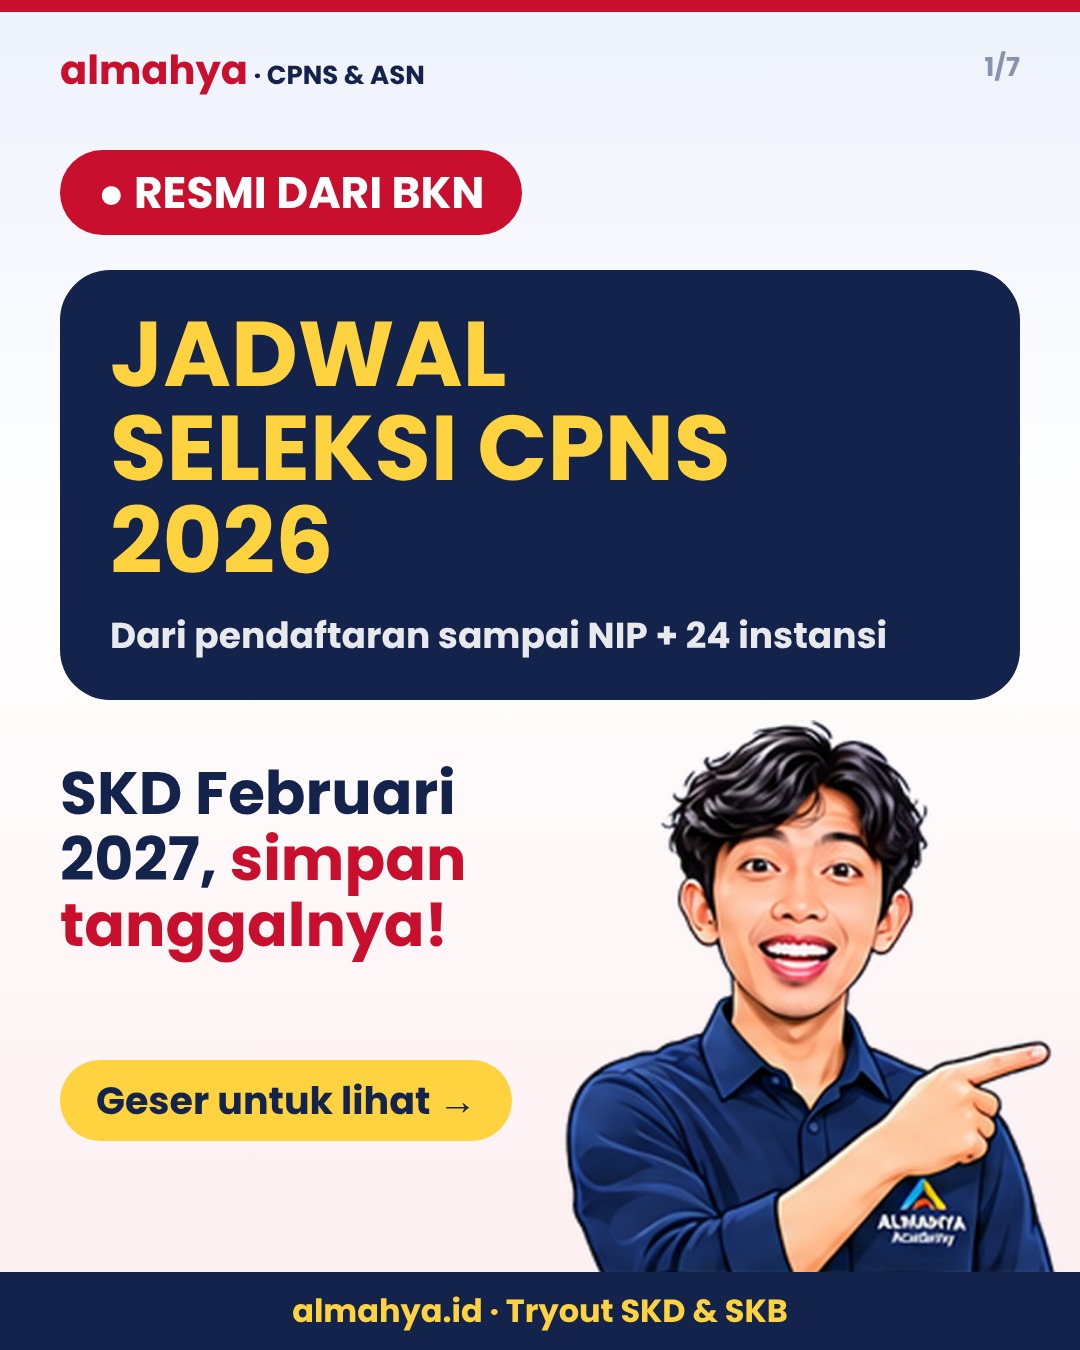 almahya · CPNS & ASN
1/7
● RESMI DARI BKN
JADWAL
SELEKSI CPNS
2026
Dari pendaftaran sampai NIP + 24 instansi
SKD Februari
2027, simpan
tanggalnya!
Geser untuk lihat →
almahya.id · Tryout SKD & SKB